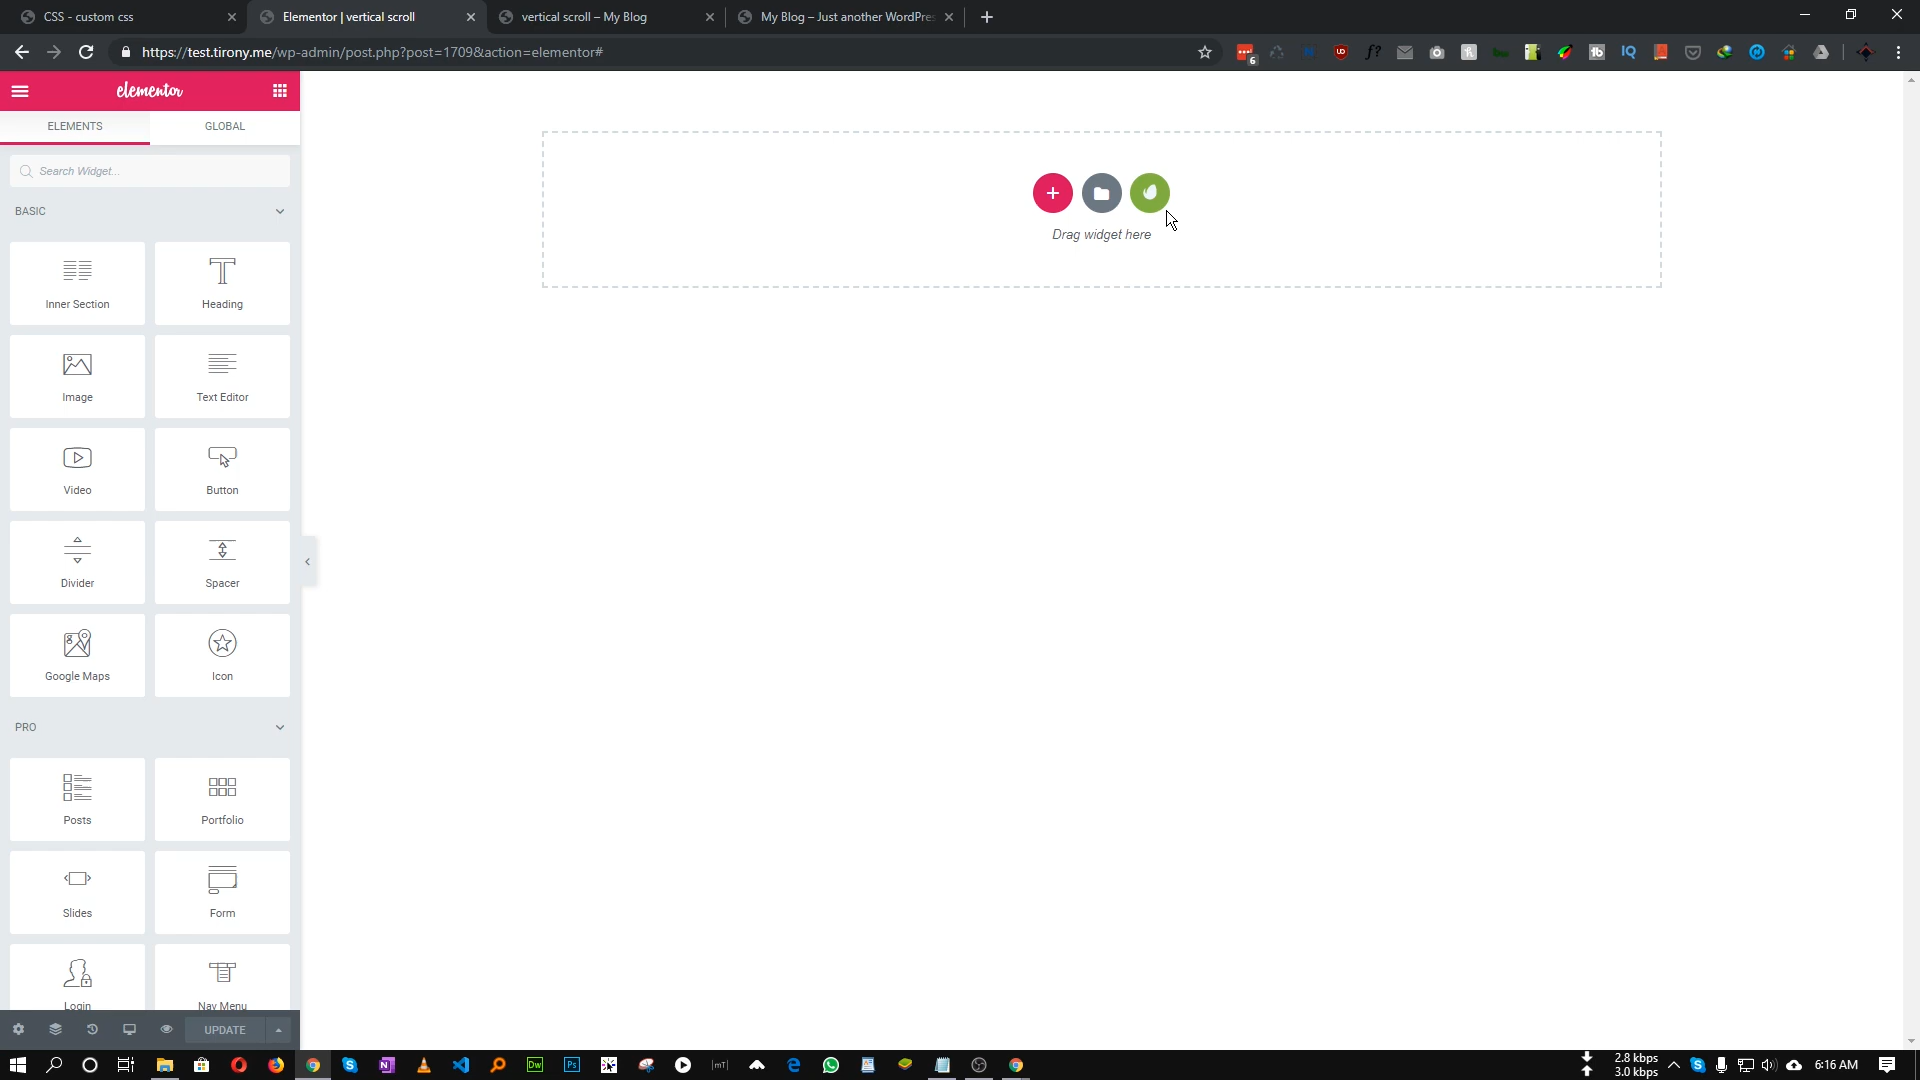 CSS - custom css
Elementor | vertical scroll
vertical scroll – My Blog
My Blog – Just another WordPres
https://test.tirony.me/wp-admin/post.php?post=1709&action=elementor#
6
elementor
ELEMENTS
GLOBAL
Search Widget...
BASIC
Inner Section
Heading
Image
Text Editor
Video
Button
Divider
Spacer
Google Maps
Icon
PRO
Posts
Portfolio
Slides
Form
Login
Nav Menu
UPDATE
Drag widget here
2.8 kbps
3.0 kbps
6:16 AM